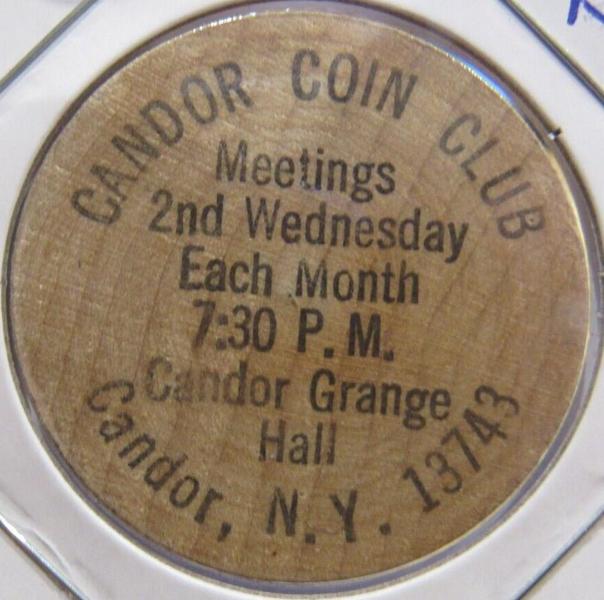 CANDOR COIN CLUB
Meetings
2nd Wednesday
Each Month
7:30 P.M.
Candor Grange
Hall
Candor, N.Y. 13743